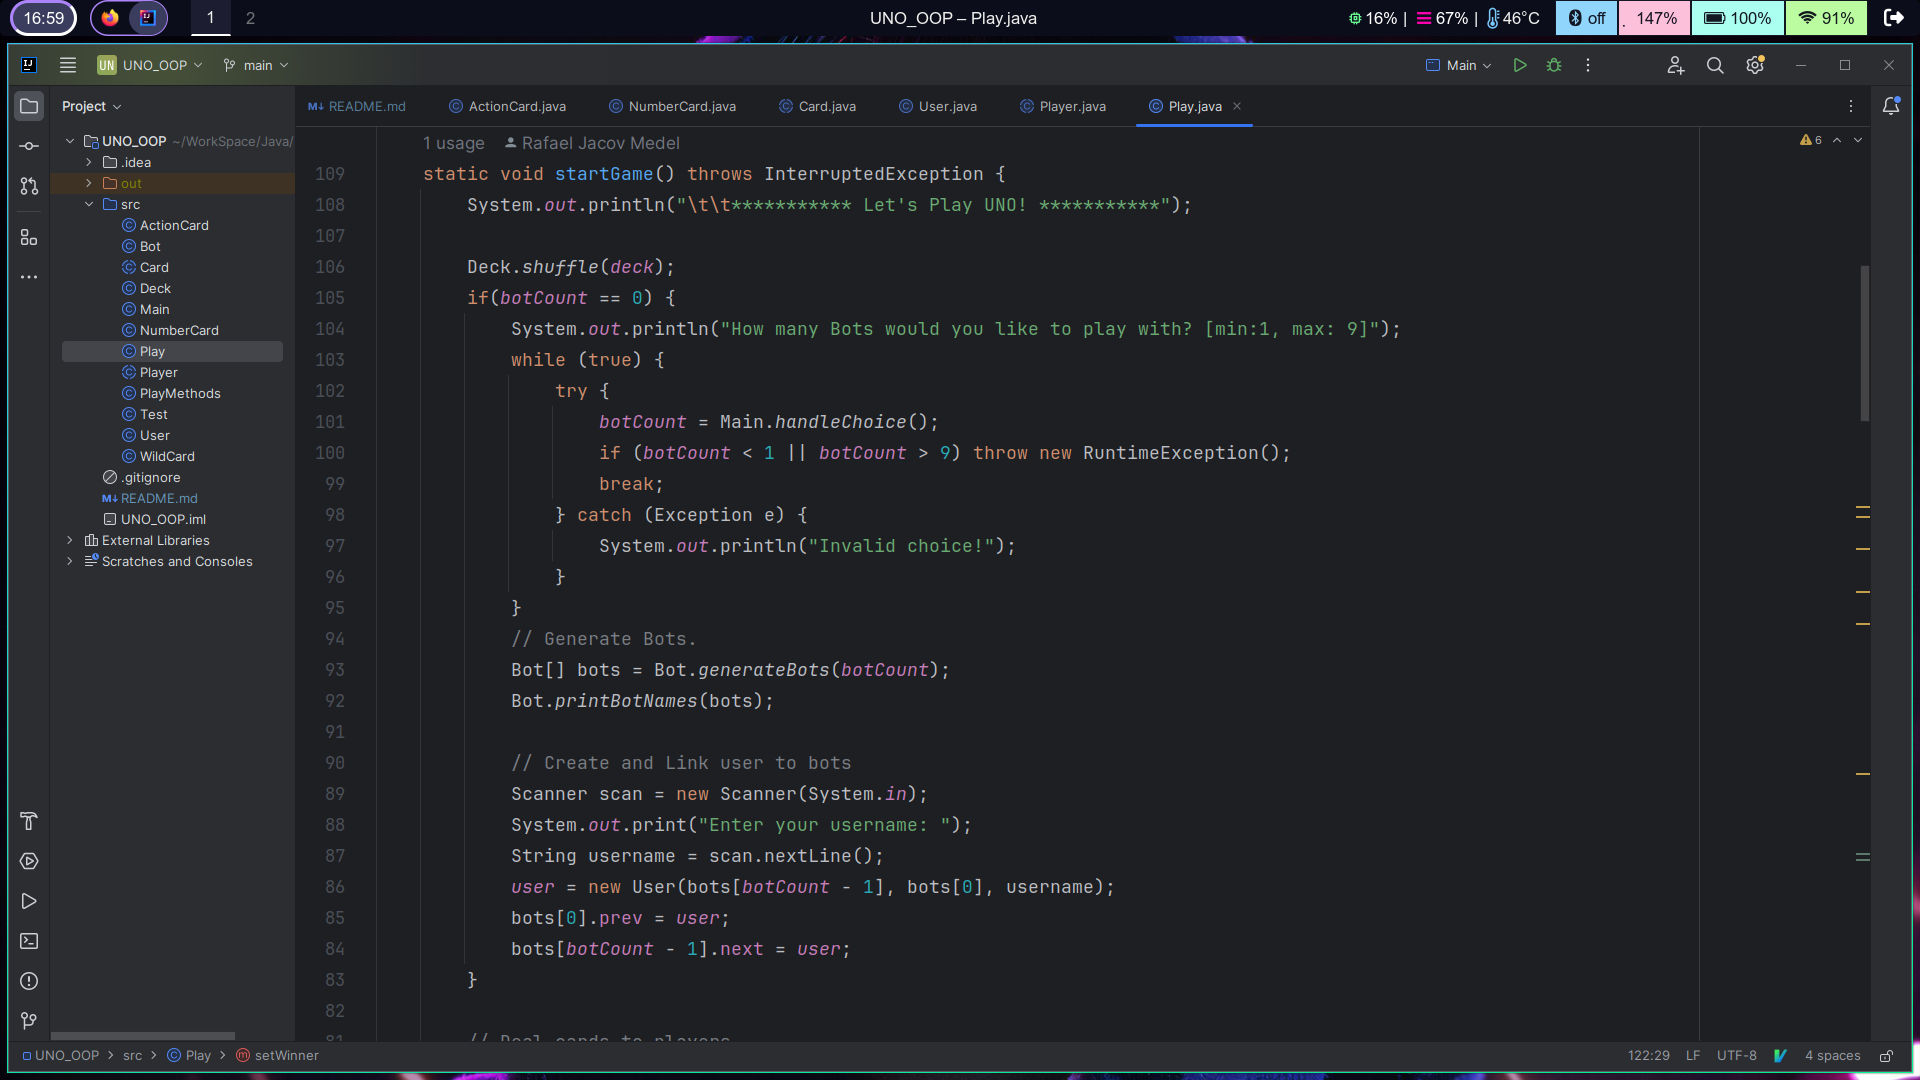 16:59
1
2
UNO_OOP – Play.java
16% |
67% |
46°C
off
147%
100%
91%
UN UNO_OOP
main
Main
Project
README.md
ActionCard.java
NumberCard.java
Card.java
User.java
Player.java
Play.java
UNO_OOP ~/WorkSpace/Java/
.idea
out
src
ActionCard
Bot
Card
Deck
Main
NumberCard
Play
Player
PlayMethods
Test
User
WildCard
.gitignore
README.md
UNO_OOP.iml
External Libraries
Scratches and Consoles
6
1 usage Rafael Jacov Medel
109 static void startGame() throws InterruptedException {
108 System.out.println("\t\t*********** Let's Play UNO! ***********");
107
106 Deck.shuffle(deck);
105 if(botCount == 0) {
104 System.out.println("How many Bots would you like to play with? [min:1, max: 9]");
103 while (true) {
102 try {
101 botCount = Main.handleChoice();
100 if (botCount < 1 || botCount > 9) throw new RuntimeException();
99 break;
98 } catch (Exception e) {
97 System.out.println("Invalid choice!");
96 }
95 }
94 // Generate Bots.
93 Bot[] bots = Bot.generateBots(botCount);
92 Bot.printBotNames(bots);
91
90 // Create and Link user to bots
89 Scanner scan = new Scanner(System.in);
88 System.out.print("Enter your username: ");
87 String username = scan.nextLine();
86 user = new User(bots[botCount - 1], bots[0], username);
85 bots[0].prev = user;
84 bots[botCount - 1].next = user;
83 }
82
81 // Deal cards to players
UNO_OOP > src > Play > setWinner
122:29 LF UTF-8 4 spaces